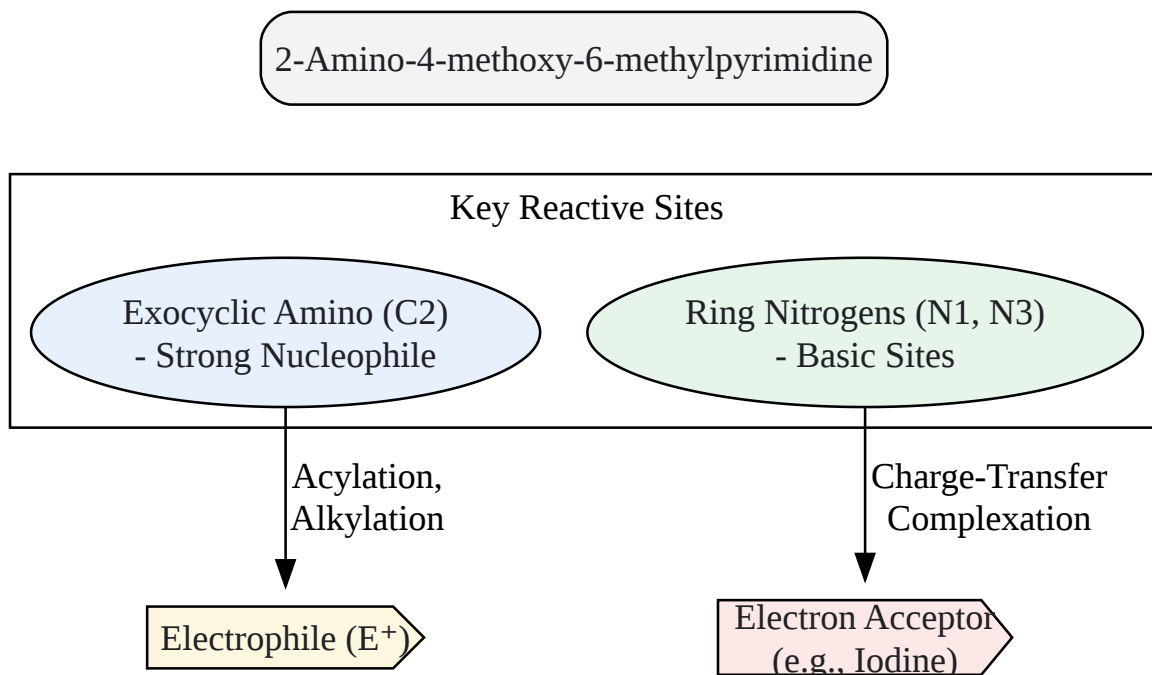 2-Amino-4-methoxy-6-methylpyrimidine
Key Reactive Sites
Exocyclic Amino (C2)
- Strong Nucleophile
Ring Nitrogens (N1, N3)
- Basic Sites
Acylation,
Alkylation
Charge-Transfer
Complexation
Electrophile (E⁺)
Electron Acceptor
(e.g., Iodine)